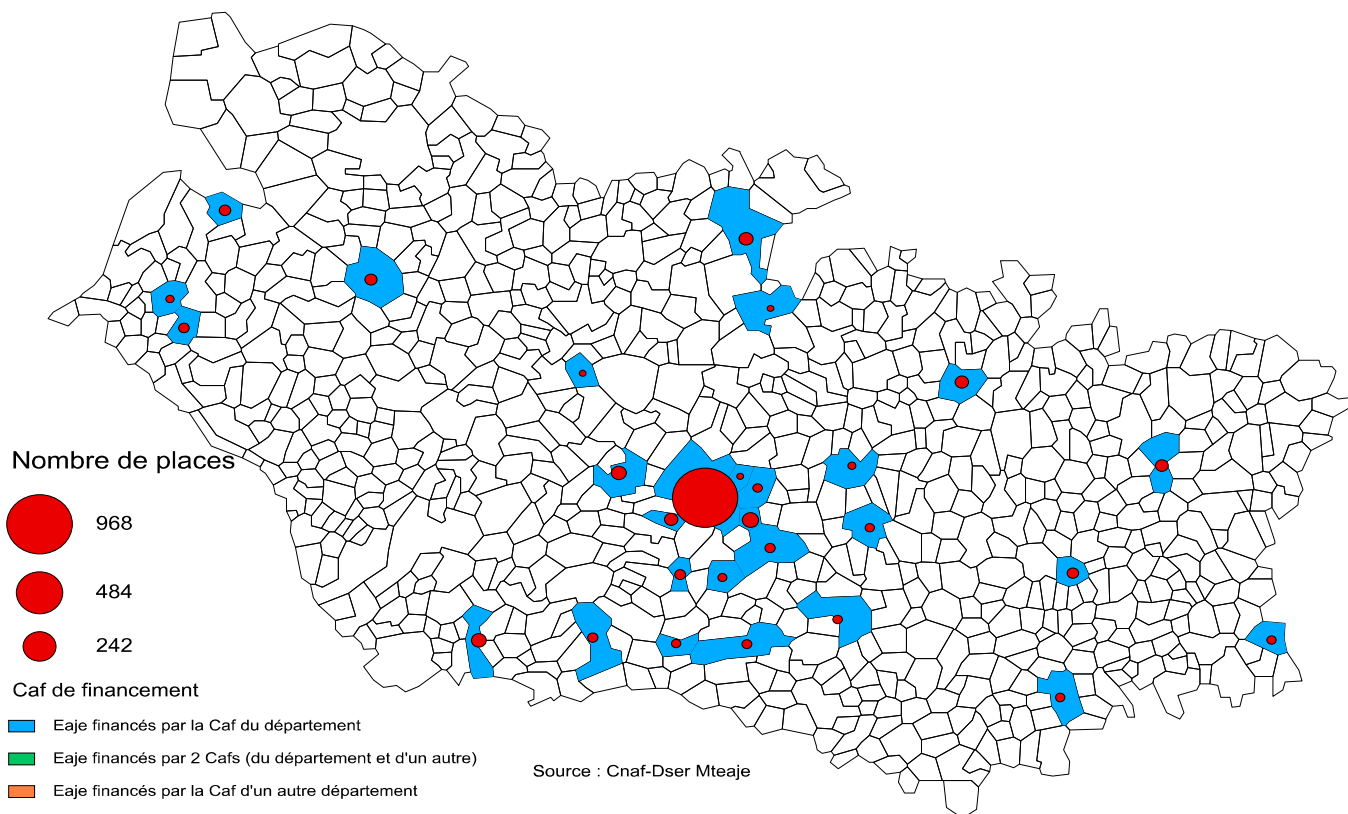 Nombre de places
968
484
242
Caf de financement
Eaje financés par la Caf du département
Eaje financés par 2 Cafs (du département et d'un autre)
Eaje financés par la Caf d'un autre département
Source : Cnaf-Dser Mteaje